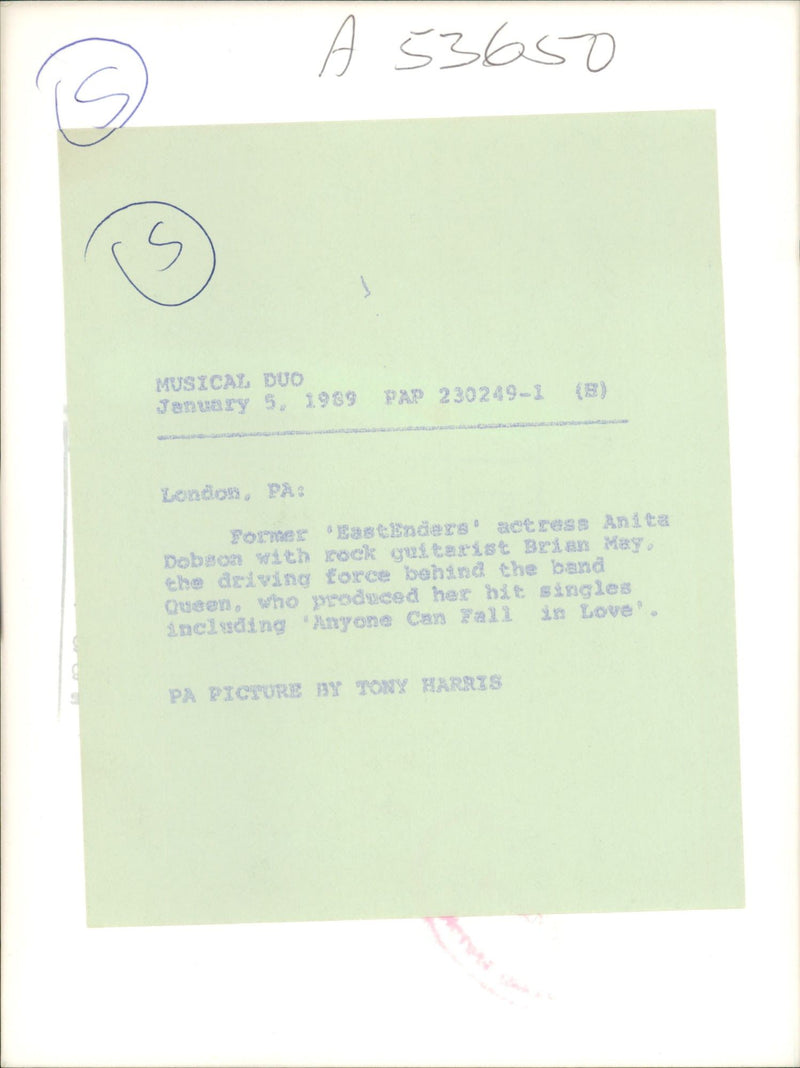 A 53650
S
S
MUSICAL DUO
January 5, 1989 PAP 230249-1 (H)
London, PA:
Former 'EastEnders' actress Anita
Dobson with rock guitarist Brian May,
the driving force behind the band
Queen, who produced her hit singles
including 'Anyone Can Fall in Love'.
PA PICTURE BY TONY HARRIS